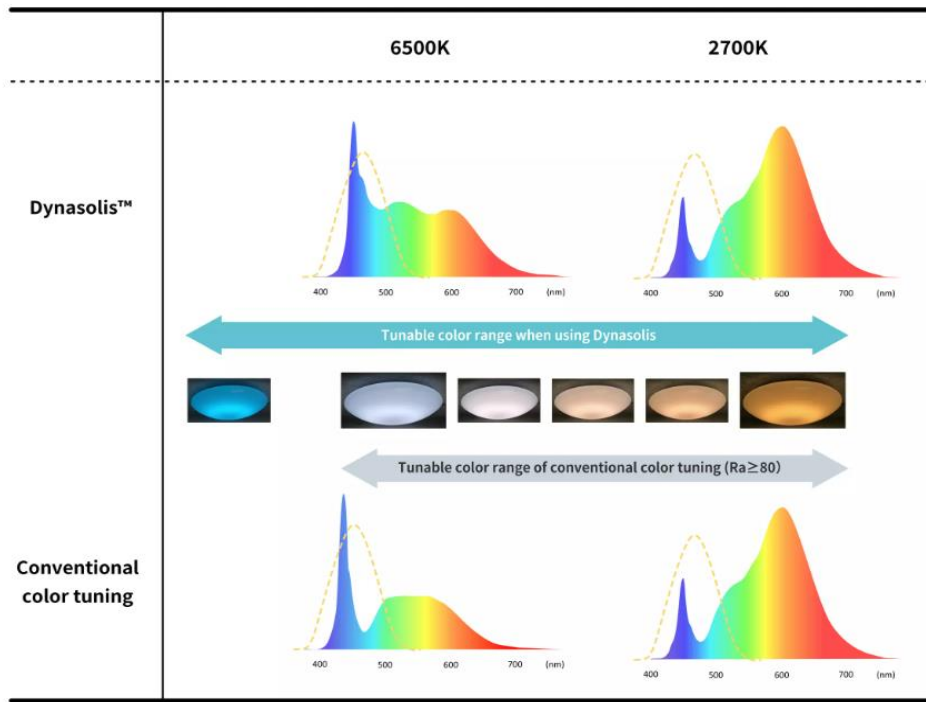 6500K
2700K
Dynasolis™
400 500 600 700 (nm)
400 500 600 700 (nm)
Tunable color range when using Dynasolis
Tunable color range of conventional color tuning (Ra≧80)
Conventional
color tuning
400 500 600 700 (nm)
400 500 600 700 (nm)